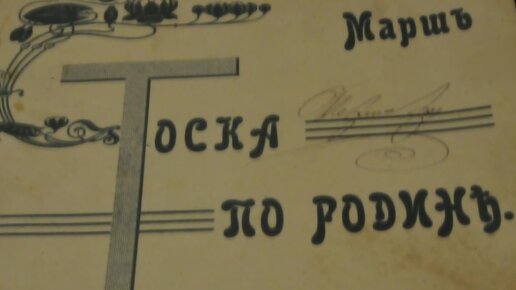 Маршъ
Тоска
по родинѣ.